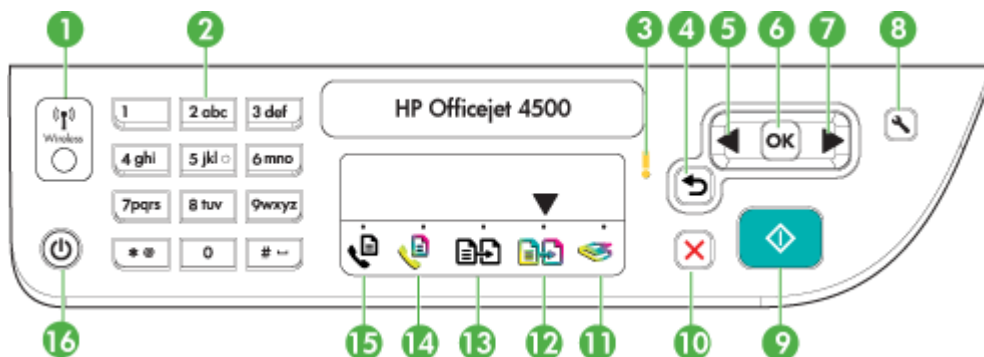 1 2 3 4 5 6 7 8
Wireless
1 2 abc 3 def
4 ghi 5 jkl 6 mno
7pqrs 8 tuv 9wxyz
* @ 0 #
HP Officejet 4500
OK
16 15 14 13 12 11 10 9